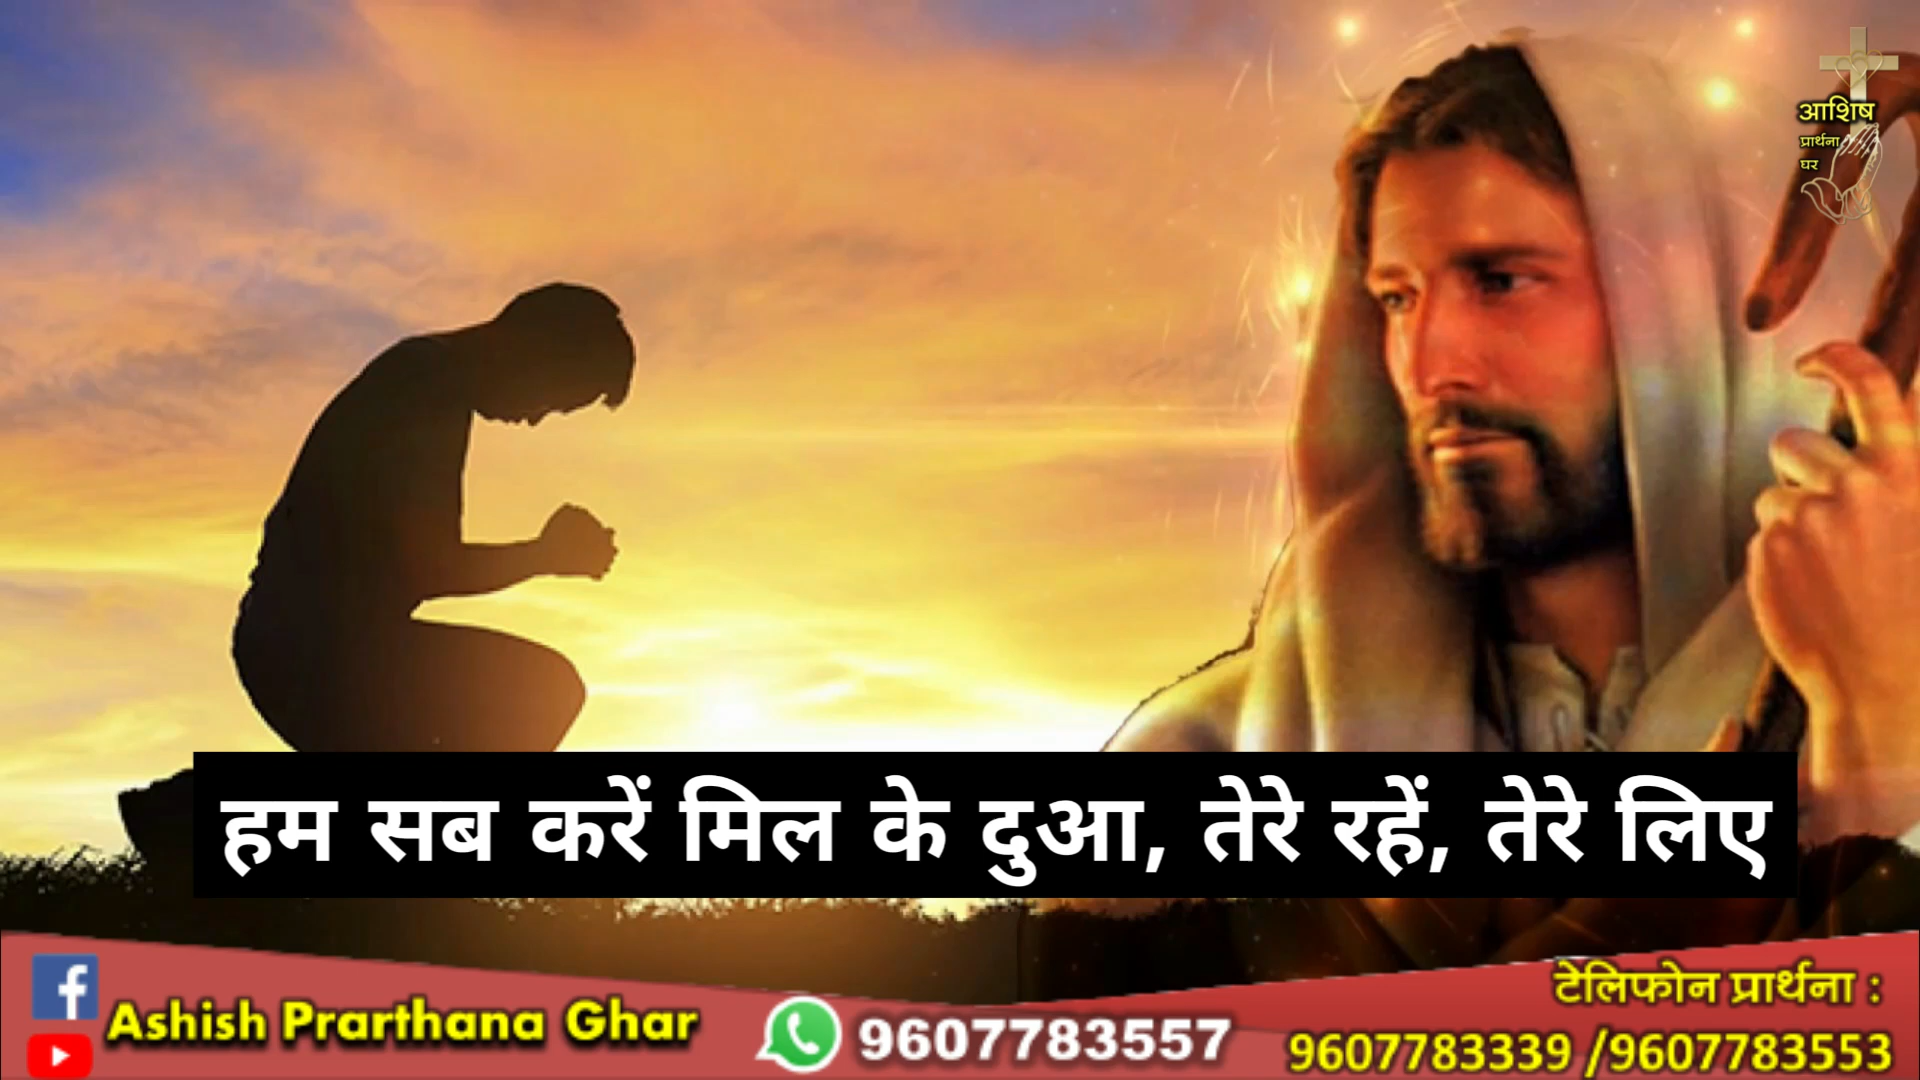 आशिष
प्रार्थना
घर
हम सब करें मिल के दुआ, तेरे रहें, तेरे लिए
Ashish Prarthana Ghar
9607783557
टेलिफोन प्रार्थना :
9607783339 /9607783553